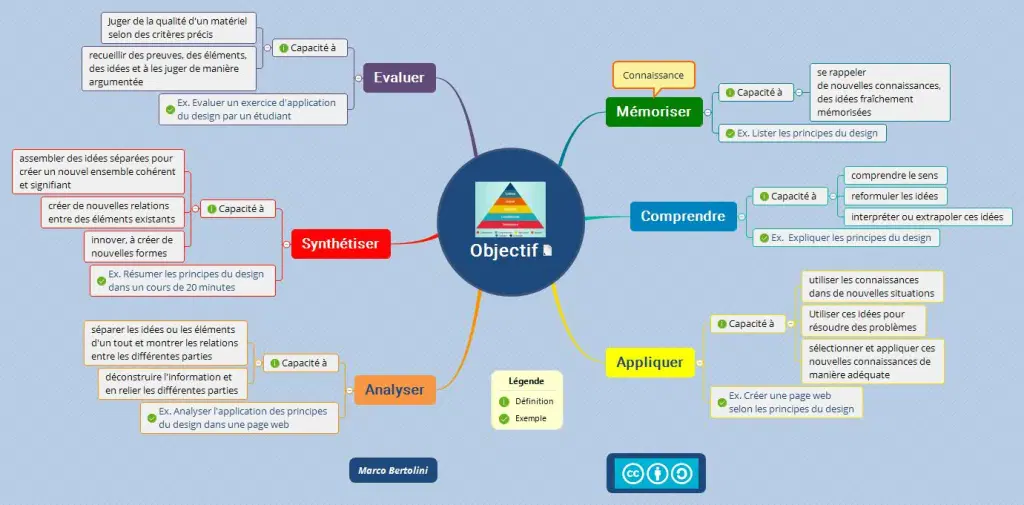 Objectif
Connaissance
Mémoriser
Capacité à
se rappeler
de nouvelles connaissances,
des idées fraîchement
mémorisées
Ex. Lister les principes du design
Comprendre
Capacité à
comprendre le sens
reformuler les idées
interpréter ou extrapoler ces idées
Ex. Expliquer les principes du design
Appliquer
Capacité à
utiliser les connaissances
dans de nouvelles situations
Utiliser ces idées pour
résoudre des problèmes
sélectionner et appliquer ces
nouvelles connaissances de
manière adéquate
Ex. Créer une page web
selon les principes du design
Analyser
Capacité à
séparer les idées ou les éléments
d'un tout et montrer les relations
entre les différentes parties
déconstruire l'information et
en relier les différentes parties
Ex. Analyser l'application des principes
du design dans une page web
Synthétiser
Capacité à
assembler des idées séparées pour
créer un nouvel ensemble cohérent
et signifiant
créer de nouvelles relations
entre des éléments existants
innover, à créer de
nouvelles formes
Ex. Résumer les principes du design
dans un cours de 20 minutes
Evaluer
Capacité à
Juger de la qualité d'un matériel
selon des critères précis
recueillir des preuves, des éléments,
des idées et à les juger de manière
argumentée
Ex. Evaluer un exercice d'application
du design par un étudiant
Légende
Définition
Exemple
Marco Bertolini
cc